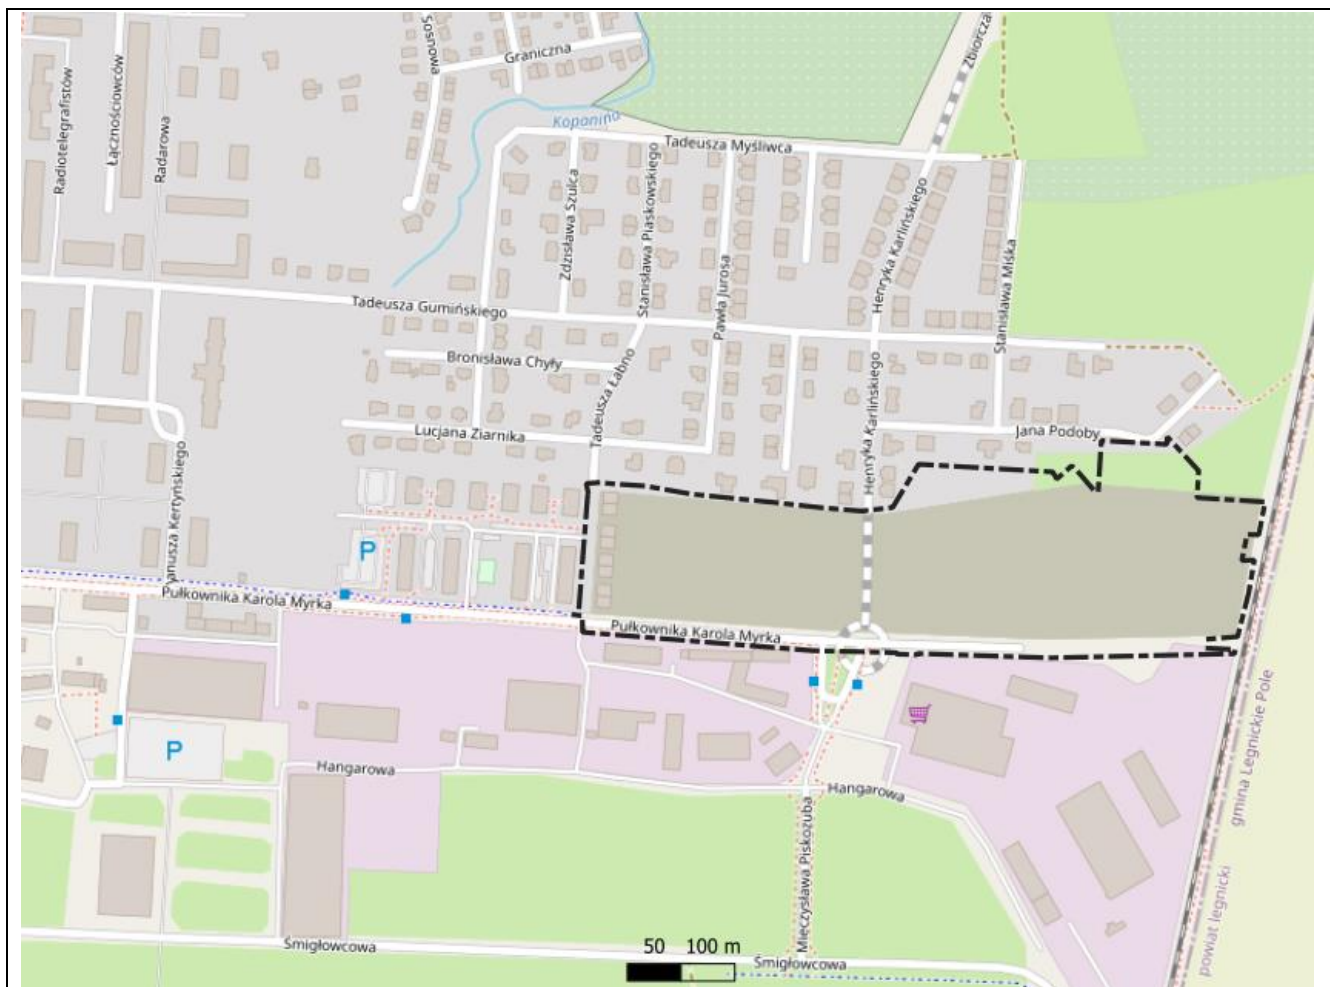 Sosnowa
Graniczna
Zbiorcza
Łącznościowców
Radiotelegrafistów
Radarowa
Kopanina
Tadeusza Myśliwca
Zdzisława Szulca
Stanisława Piaskowskiego
Henryka Karlińskiego
Pawła Jurosa
Stanisława Miśka
Tadeusza Gumińskiego
Bronisława Chyły
Tadeusza Łabno
Henryka Karlińskiego
Lucjana Ziarnika
Jana Podoby
anusza Kertyńskiego
P
Pułkownika Karola Myrka
Pułkownika Karola Myrka
P
Hangarowa
Hangarowa
gmina Legnickie Pole
Mieczysława Piskozuba
powiat legnicki
Śmigłowcowa
50 100 m
Śmigłowcowa